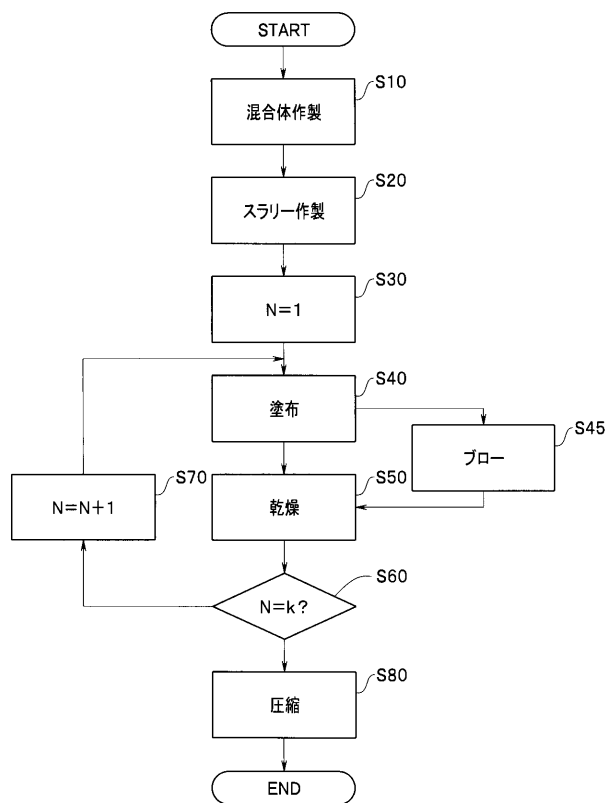 START
S10
混合体作製
S20
スラリー作製
S30
N=1
S40
塗布
S45
ブロー
S70
N=N+1
S50
乾燥
S60
N=k?
S80
圧縮
END